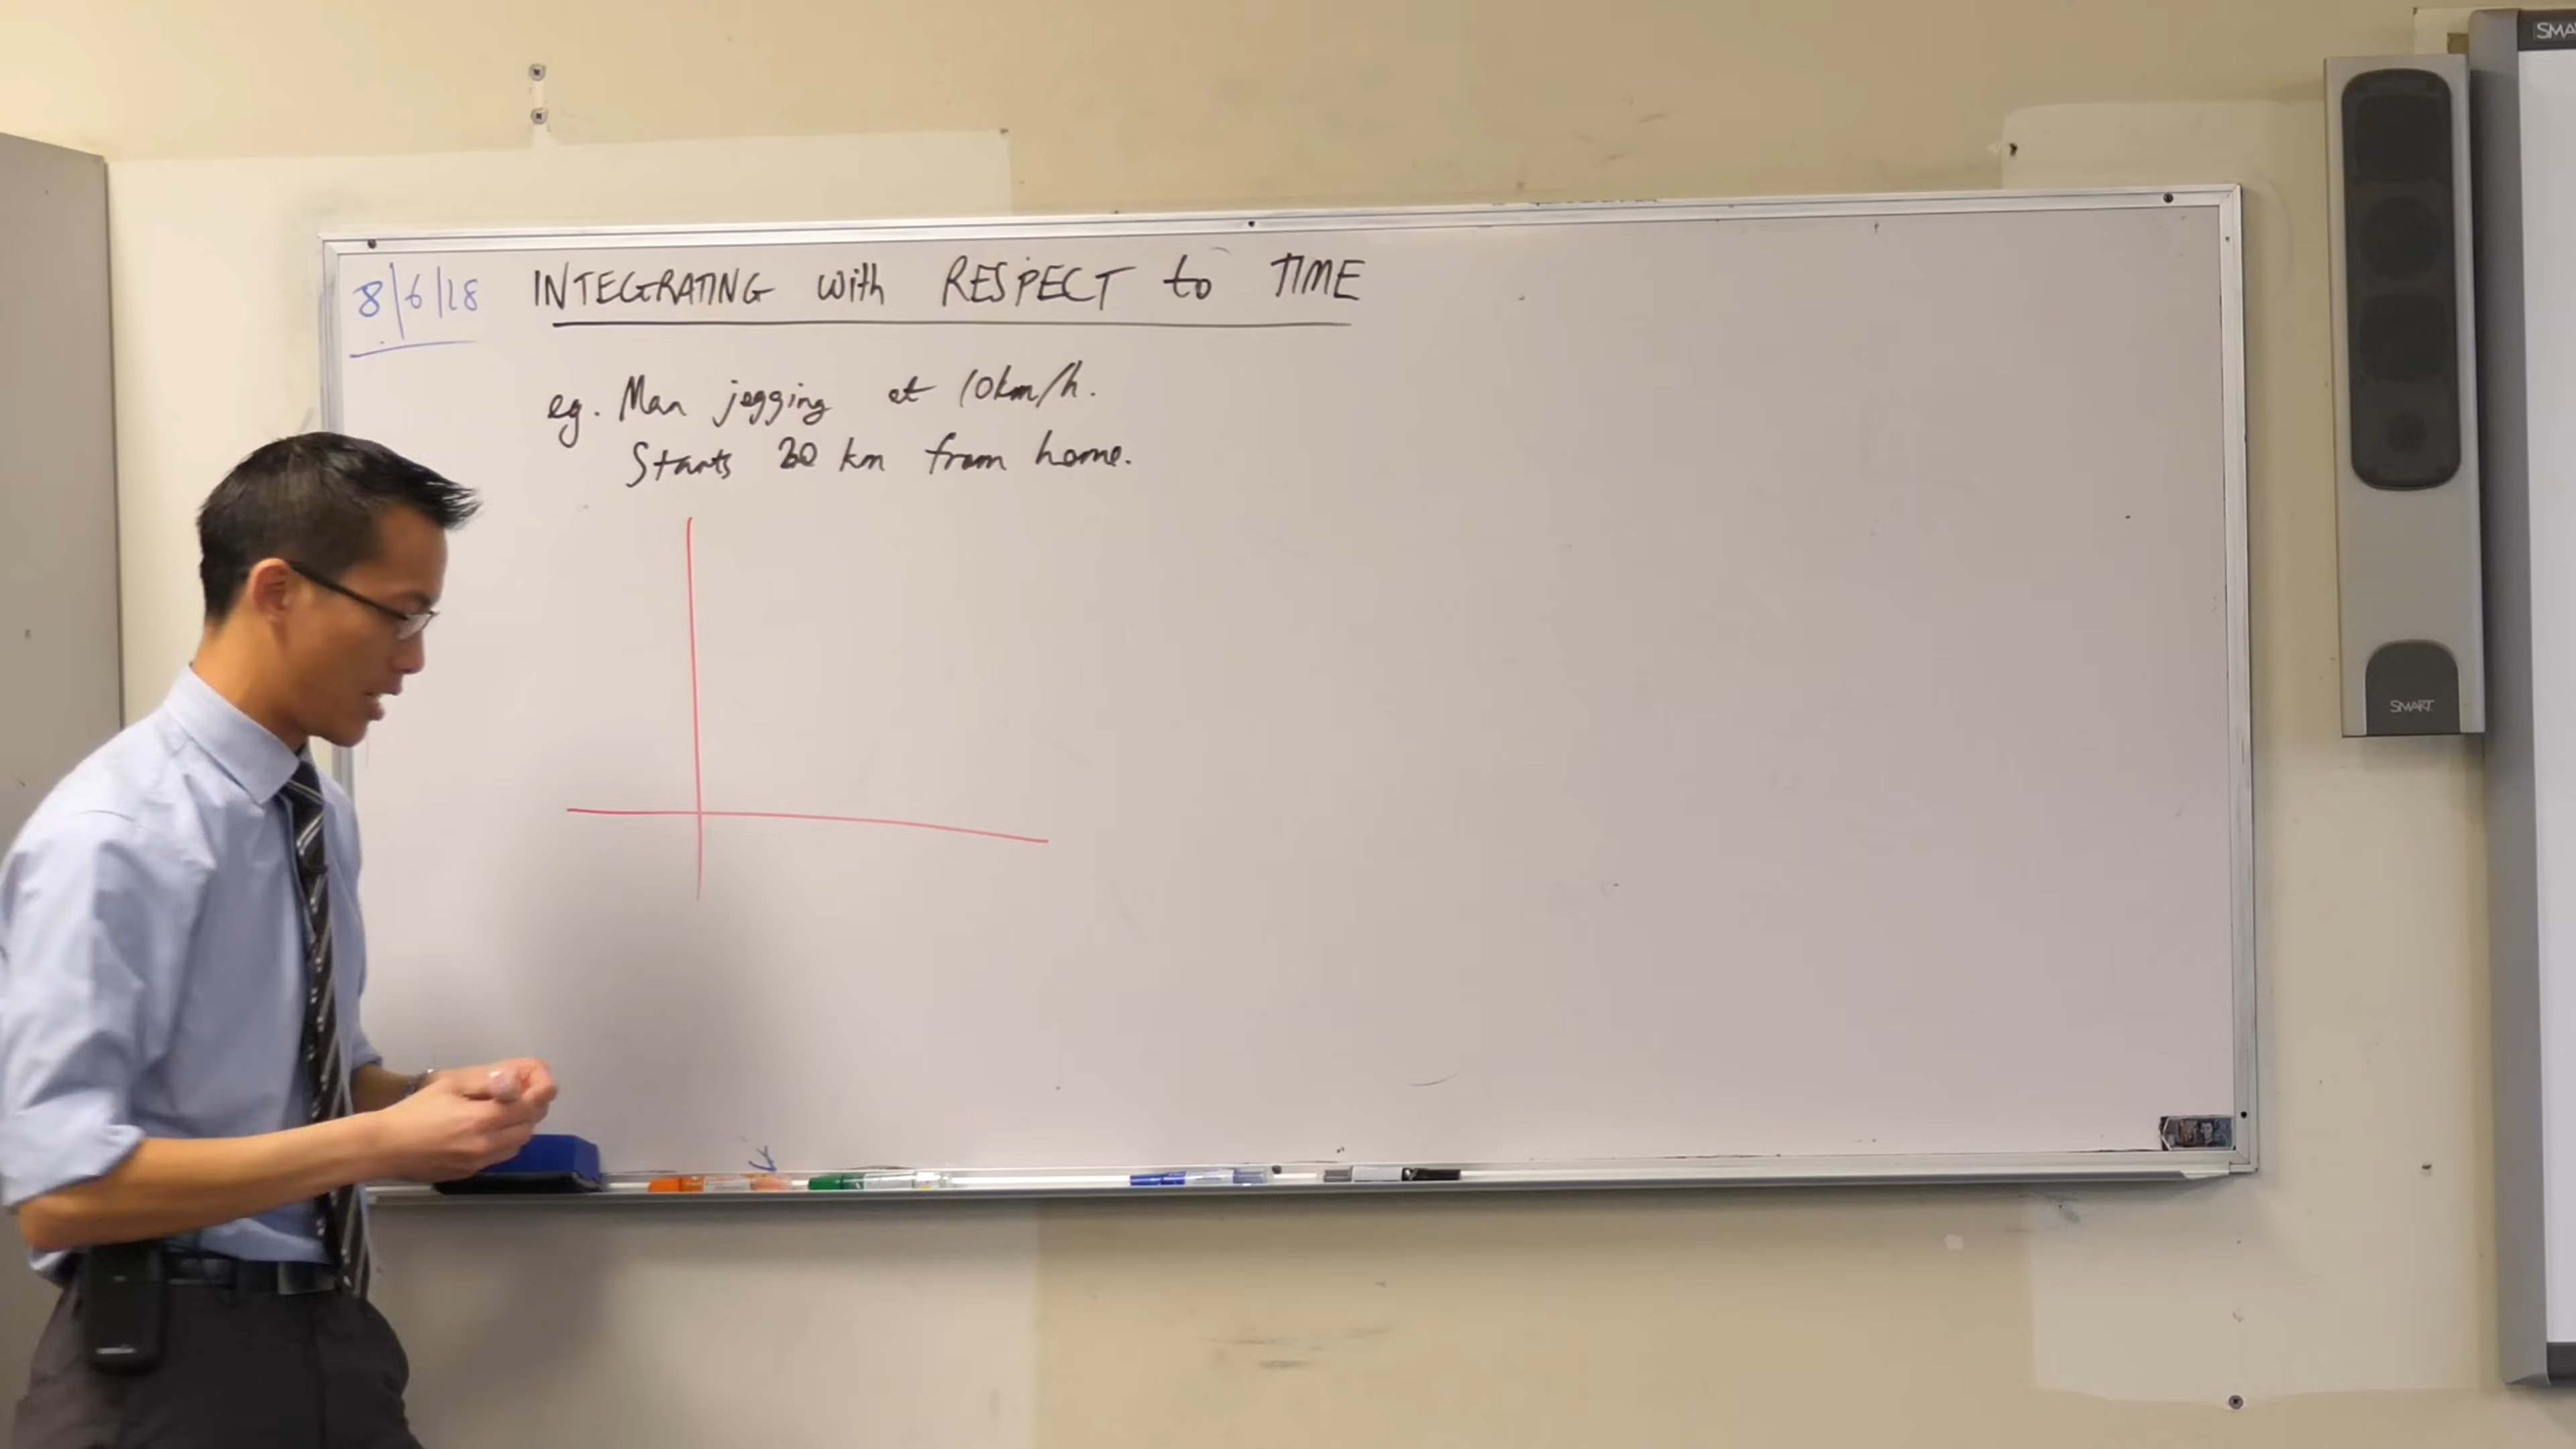 8/6/18 INTEGRATING with RESPECT to TIME
eg. Man jogging at 10km/h.
Starts 20 km from home.
SMART
SMA